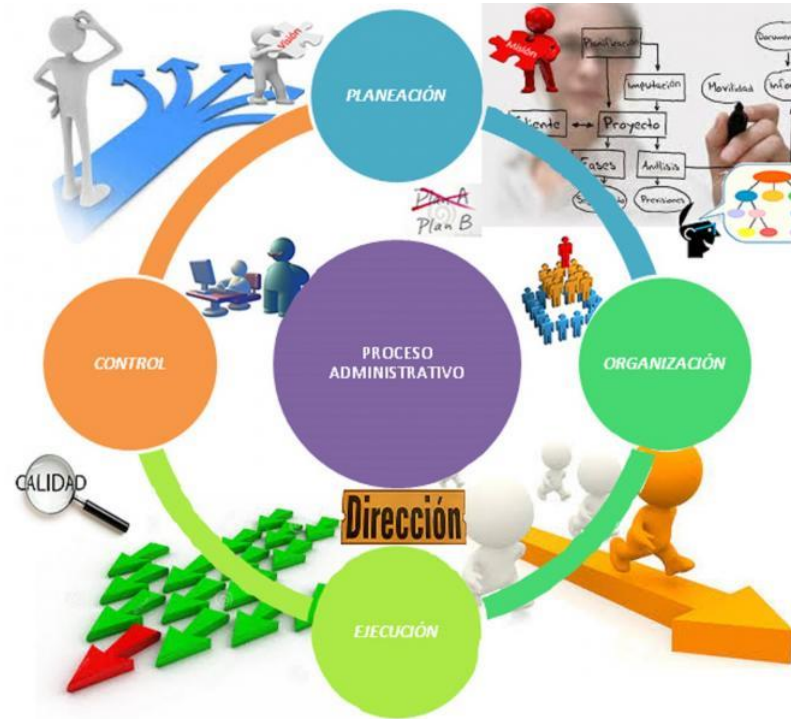 Visión
PLANEACIÓN
Misión
Planificación
Imputación
Movilidad
Proyecto
Fases
Análisis
Previsiones
Plan A
Plan B
CONTROL
PROCESO
ADMINISTRATIVO
ORGANIZACIÓN
CALIDAD
Dirección
EJECUCIÓN